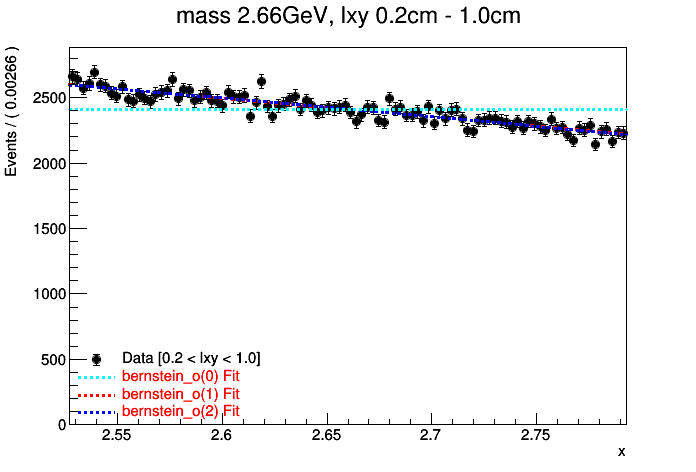 mass 2.66GeV, lxy 0.2cm - 1.0cm
Events / ( 0.00266 )
2500
2000
1500
1000
500
0
Data [0.2 < lxy < 1.0]
bernstein_o(0) Fit
bernstein_o(1) Fit
bernstein_o(2) Fit
2.55 2.6 2.65 2.7 2.75
x